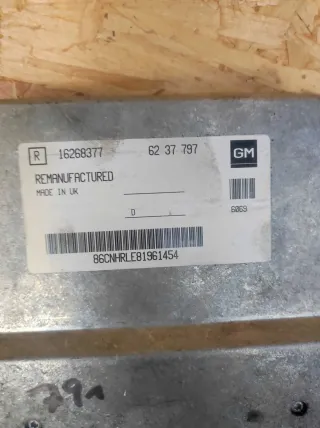 R 16268377 62 37 797 GM
REMANUFACTURED
MADE IN UK
D
6069
86CNHRLE81961454